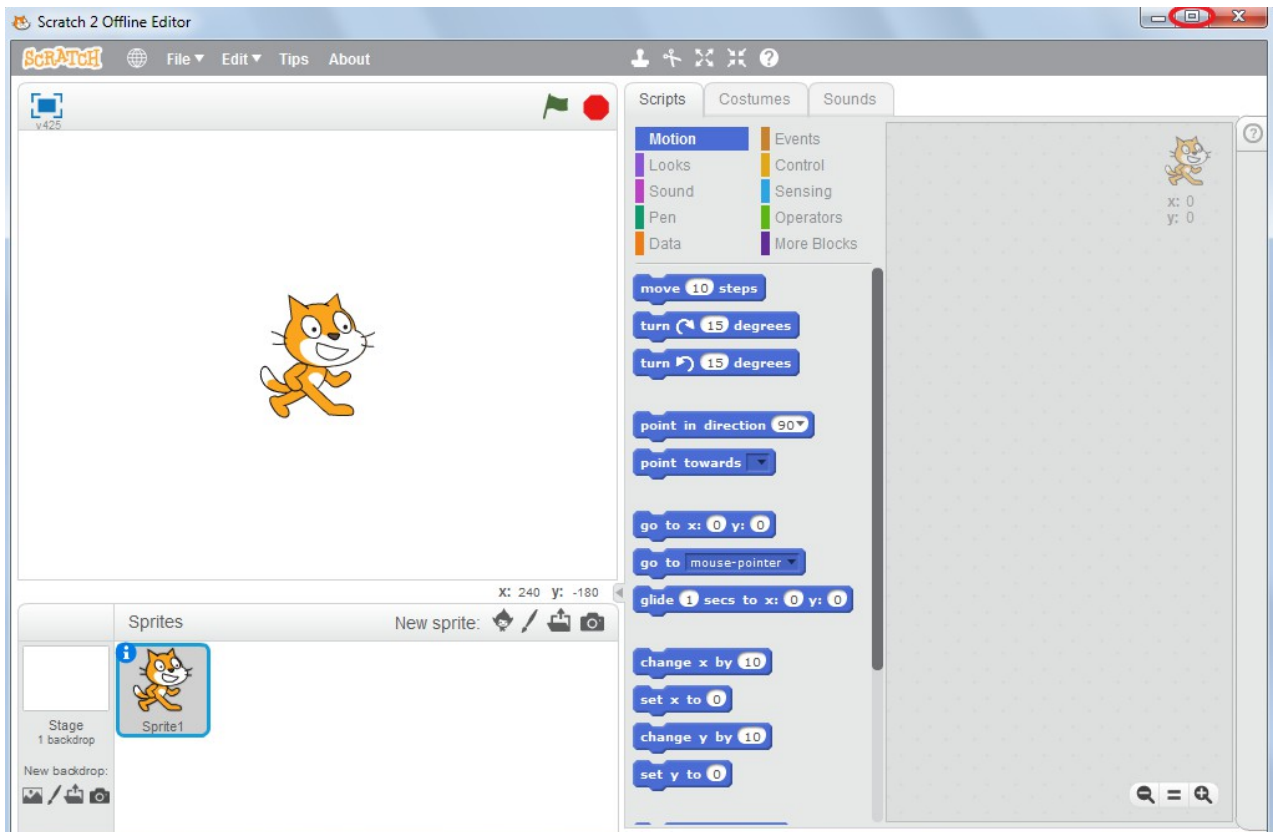 Scratch 2 Offline Editor
SCRATCH File Edit Tips About
v425
Scripts Costumes Sounds
Motion Events
Looks Control
Sound Sensing
Pen Operators
Data More Blocks
x: 0
y: 0
move 10 steps
turn 15 degrees
turn 15 degrees
point in direction 90
point towards
go to x: 0 y: 0
go to mouse-pointer
glide 1 secs to x: 0 y: 0
change x by 10
set x to 0
change y by 10
set y to 0
X: 240 y: -180
Sprites New sprite:
Stage
1 backdrop
New backdrop:
Sprite1